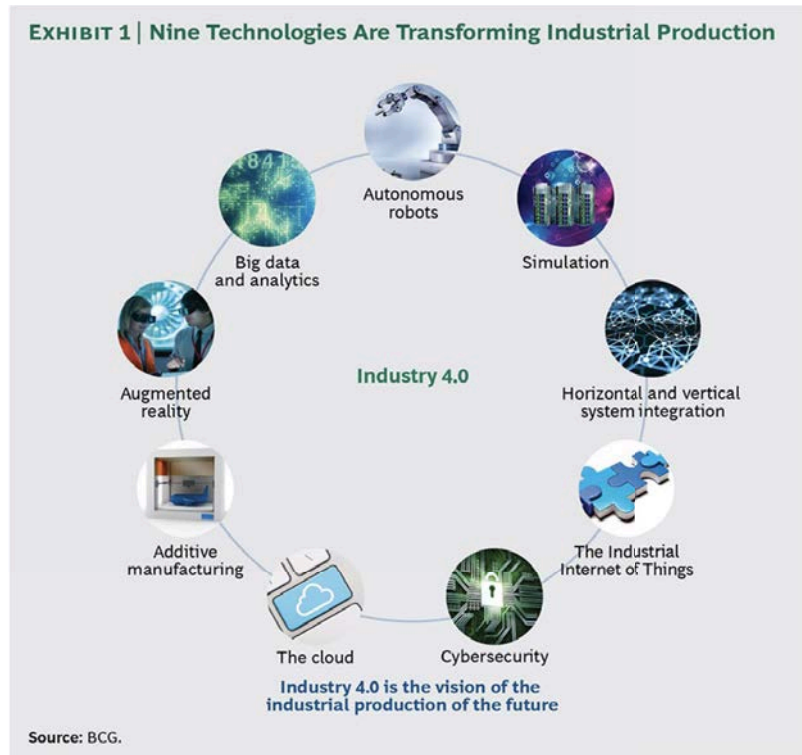 EXHIBIT 1 | Nine Technologies Are Transforming Industrial Production
Autonomous
robots
Simulation
Horizontal and vertical
system integration
The Industrial
Internet of Things
Cybersecurity
The cloud
Additive
manufacturing
Augmented
reality
Big data
and analytics
Industry 4.0
Industry 4.0 is the vision of the
industrial production of the future
Source: BCG.